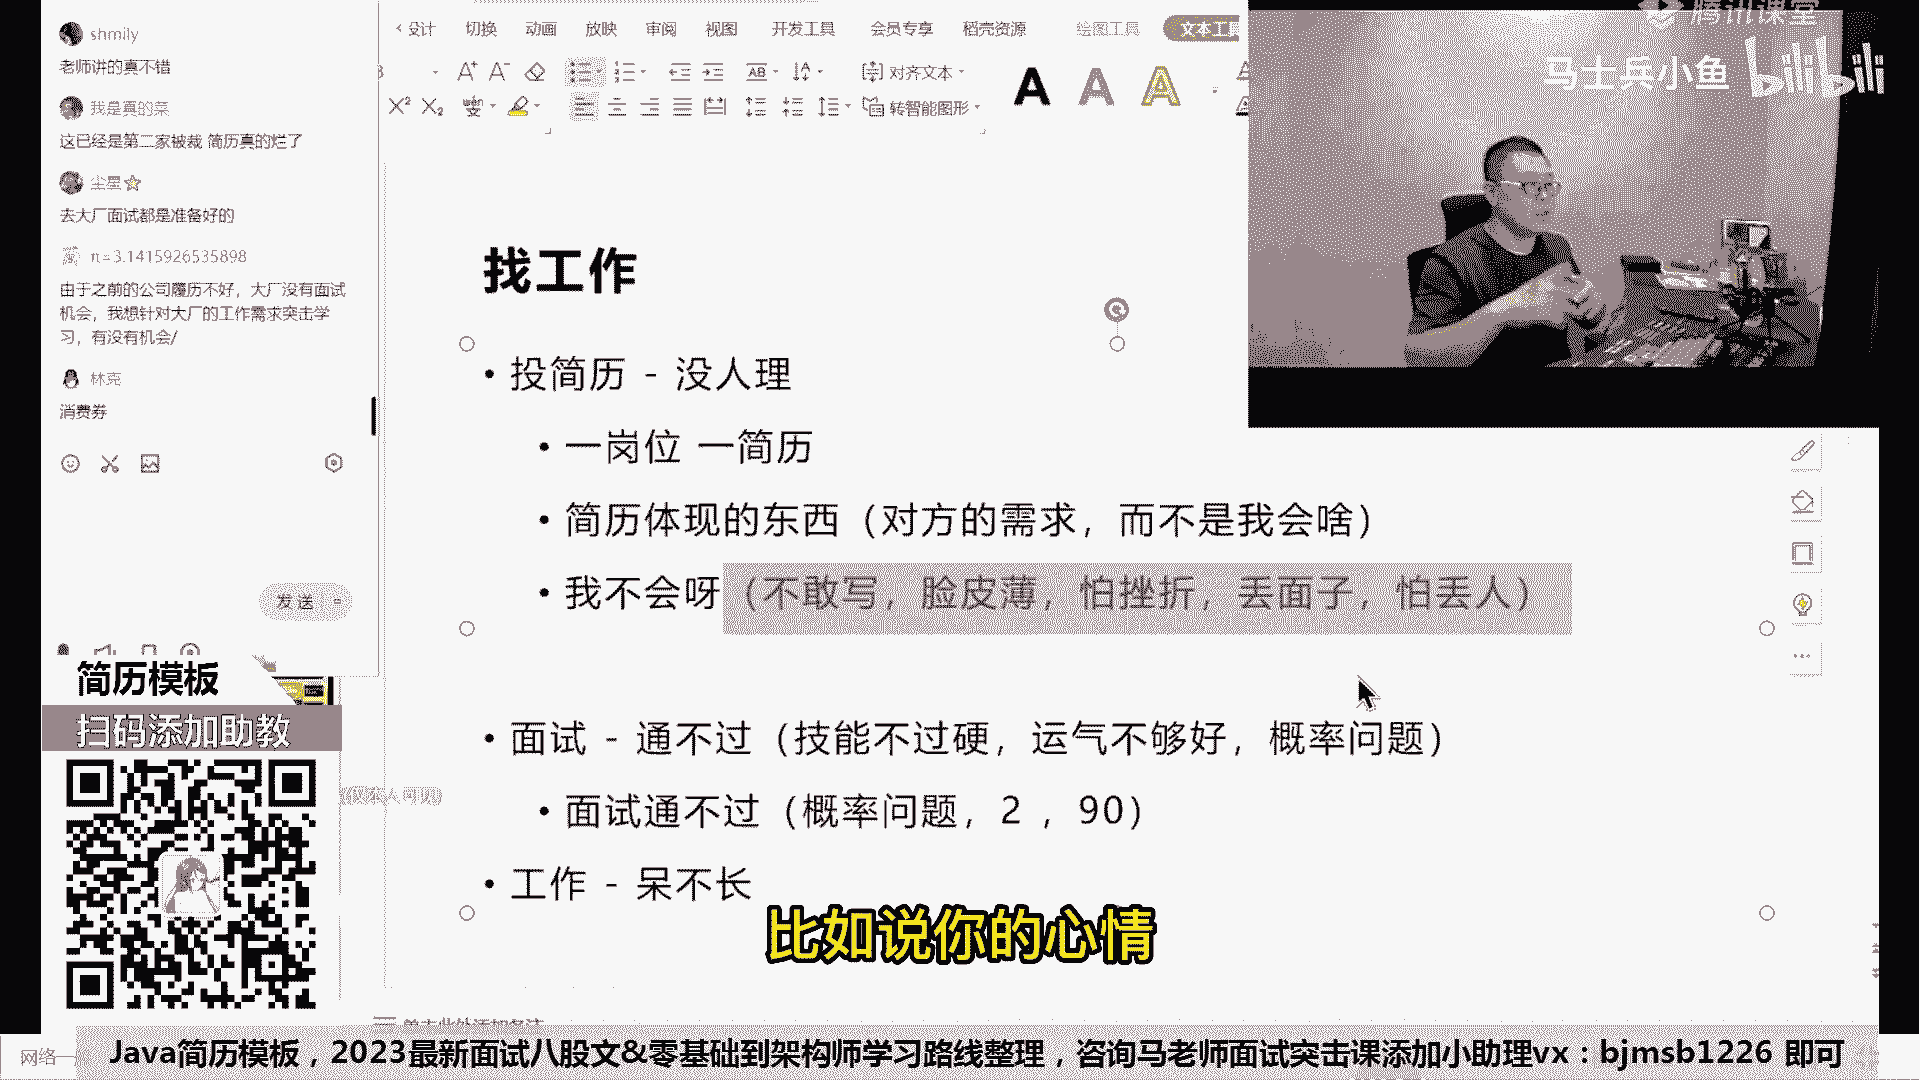 shmily
老师讲的真不错
我是真的菜
这已经是第二家被裁 简历真的烂了
尘星
去大厂面试都是准备好的
π=3.1415926535898
由于之前的公司履历不好，大厂没有面试
机会，我想针对大厂的工作需求突击学
习，有没有机会/
林克
消费券
发送
设计 切换 动画 放映 审阅 视图 开发工具 会员专享 稻壳资源 绘图工具 文本工具
对齐文本
转智能图形
腾讯课堂
马士兵小鱼 bilibili
找工作
• 投简历 - 没人理
• 一岗位 一简历
• 简历体现的东西（对方的需求，而不是我会啥）
• 我不会呀（不敢写，脸皮薄，怕挫折，丢面子，怕丢人）
• 面试 - 通不过（技能不过硬，运气不够好，概率问题）
• 面试通不过（概率问题，2 ，90）
• 工作 - 呆不长
比如说你的心情
简历模板
扫码添加助教
(仅本人可见)
单击此处添加备注
网络一
Java简历模板，2023最新面试八股文&零基础到架构师学习路线整理，咨询马老师面试突击课添加小助理vx：bjmsb1226 即可